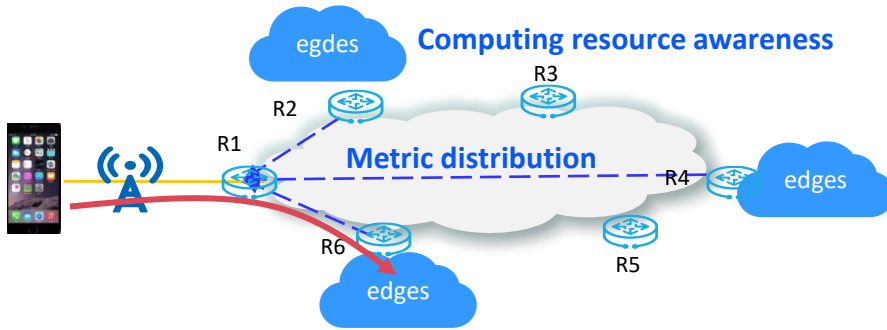 egdes
Computing resource awareness
R3
R2
R1
Metric distribution
R4
edges
R6
R5
edges